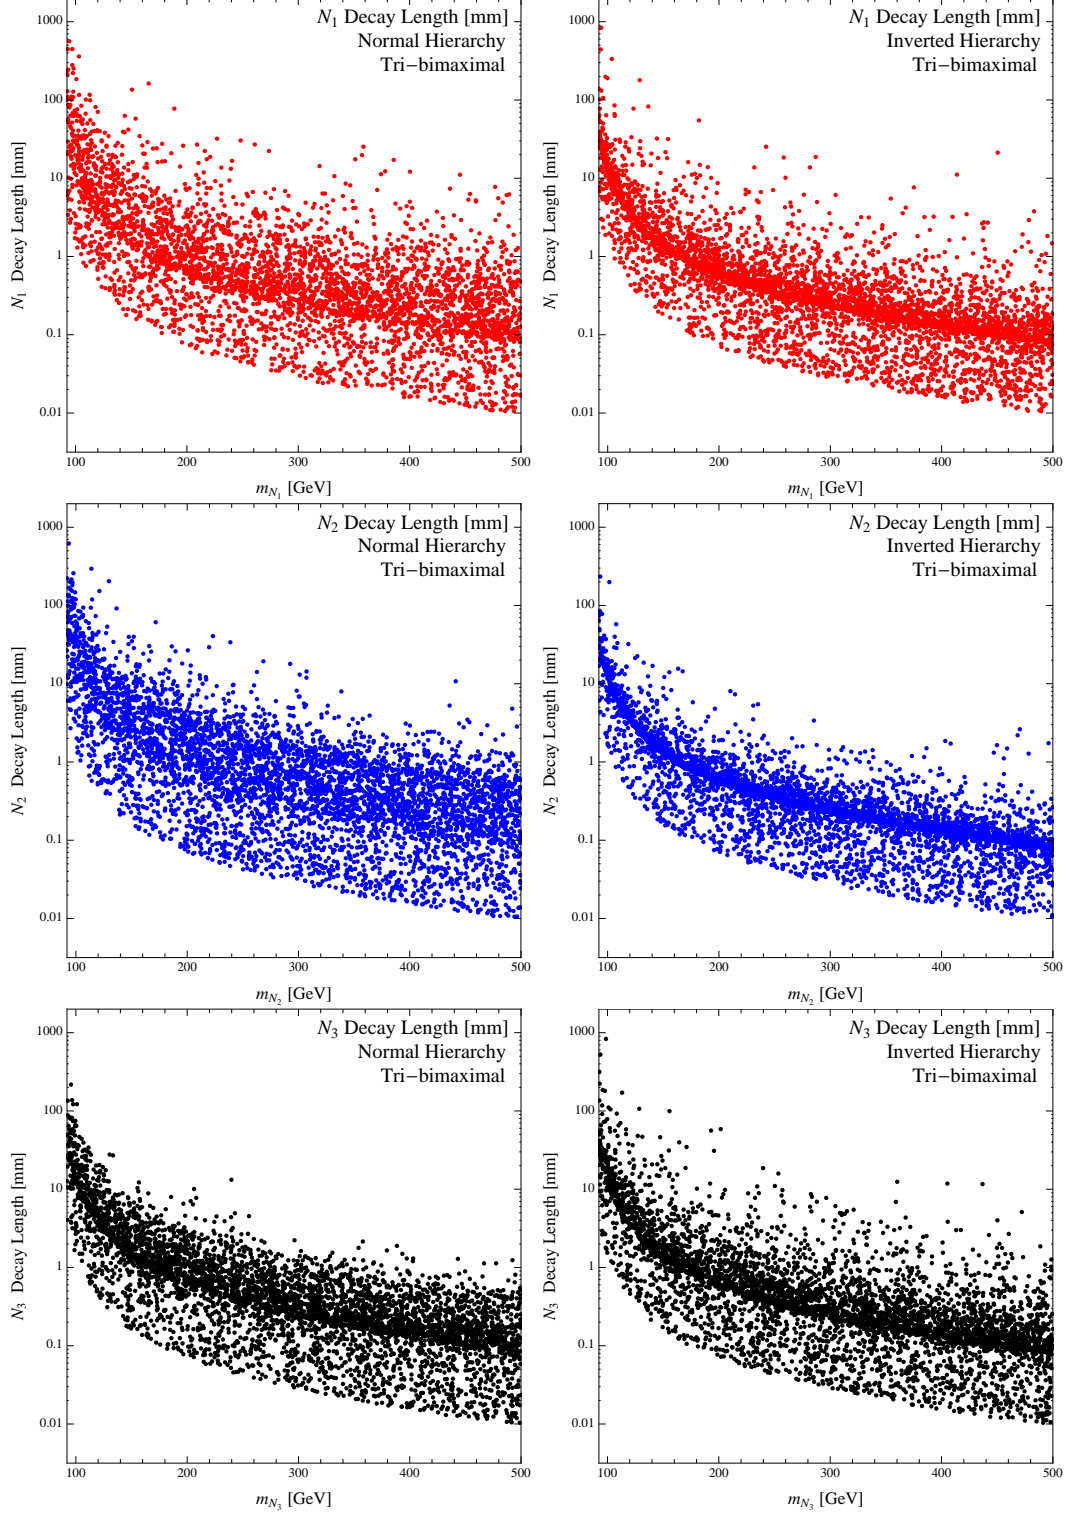 N1 Decay Length [mm]
Normal Hierarchy
Tri−bimaximal
N1 Decay Length [mm]
1000
100
10
1
0.1
0.01
100 200 300 400 500
mN1 [GeV]
N1 Decay Length [mm]
Inverted Hierarchy
Tri−bimaximal
N1 Decay Length [mm]
1000
100
10
1
0.1
0.01
100 200 300 400 500
mN1 [GeV]
N2 Decay Length [mm]
Normal Hierarchy
Tri−bimaximal
N2 Decay Length [mm]
1000
100
10
1
0.1
0.01
100 200 300 400 500
mN2 [GeV]
N2 Decay Length [mm]
Inverted Hierarchy
Tri−bimaximal
N2 Decay Length [mm]
1000
100
10
1
0.1
0.01
100 200 300 400 500
mN2 [GeV]
N3 Decay Length [mm]
Normal Hierarchy
Tri−bimaximal
N3 Decay Length [mm]
1000
100
10
1
0.1
0.01
100 200 300 400 500
mN3 [GeV]
N3 Decay Length [mm]
Inverted Hierarchy
Tri−bimaximal
N3 Decay Length [mm]
1000
100
10
1
0.1
0.01
100 200 300 400 500
mN3 [GeV]